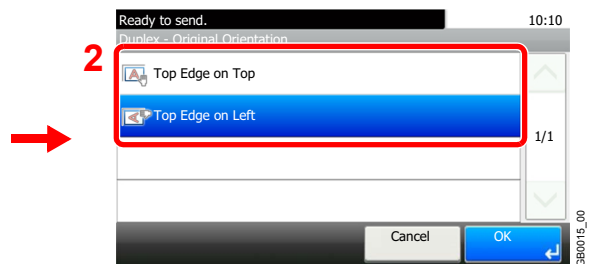 Ready to send.
10:10
Duplex - Original Orientation
2
Top Edge on Top
Top Edge on Left
1/1
Cancel
OK
GB0015_00